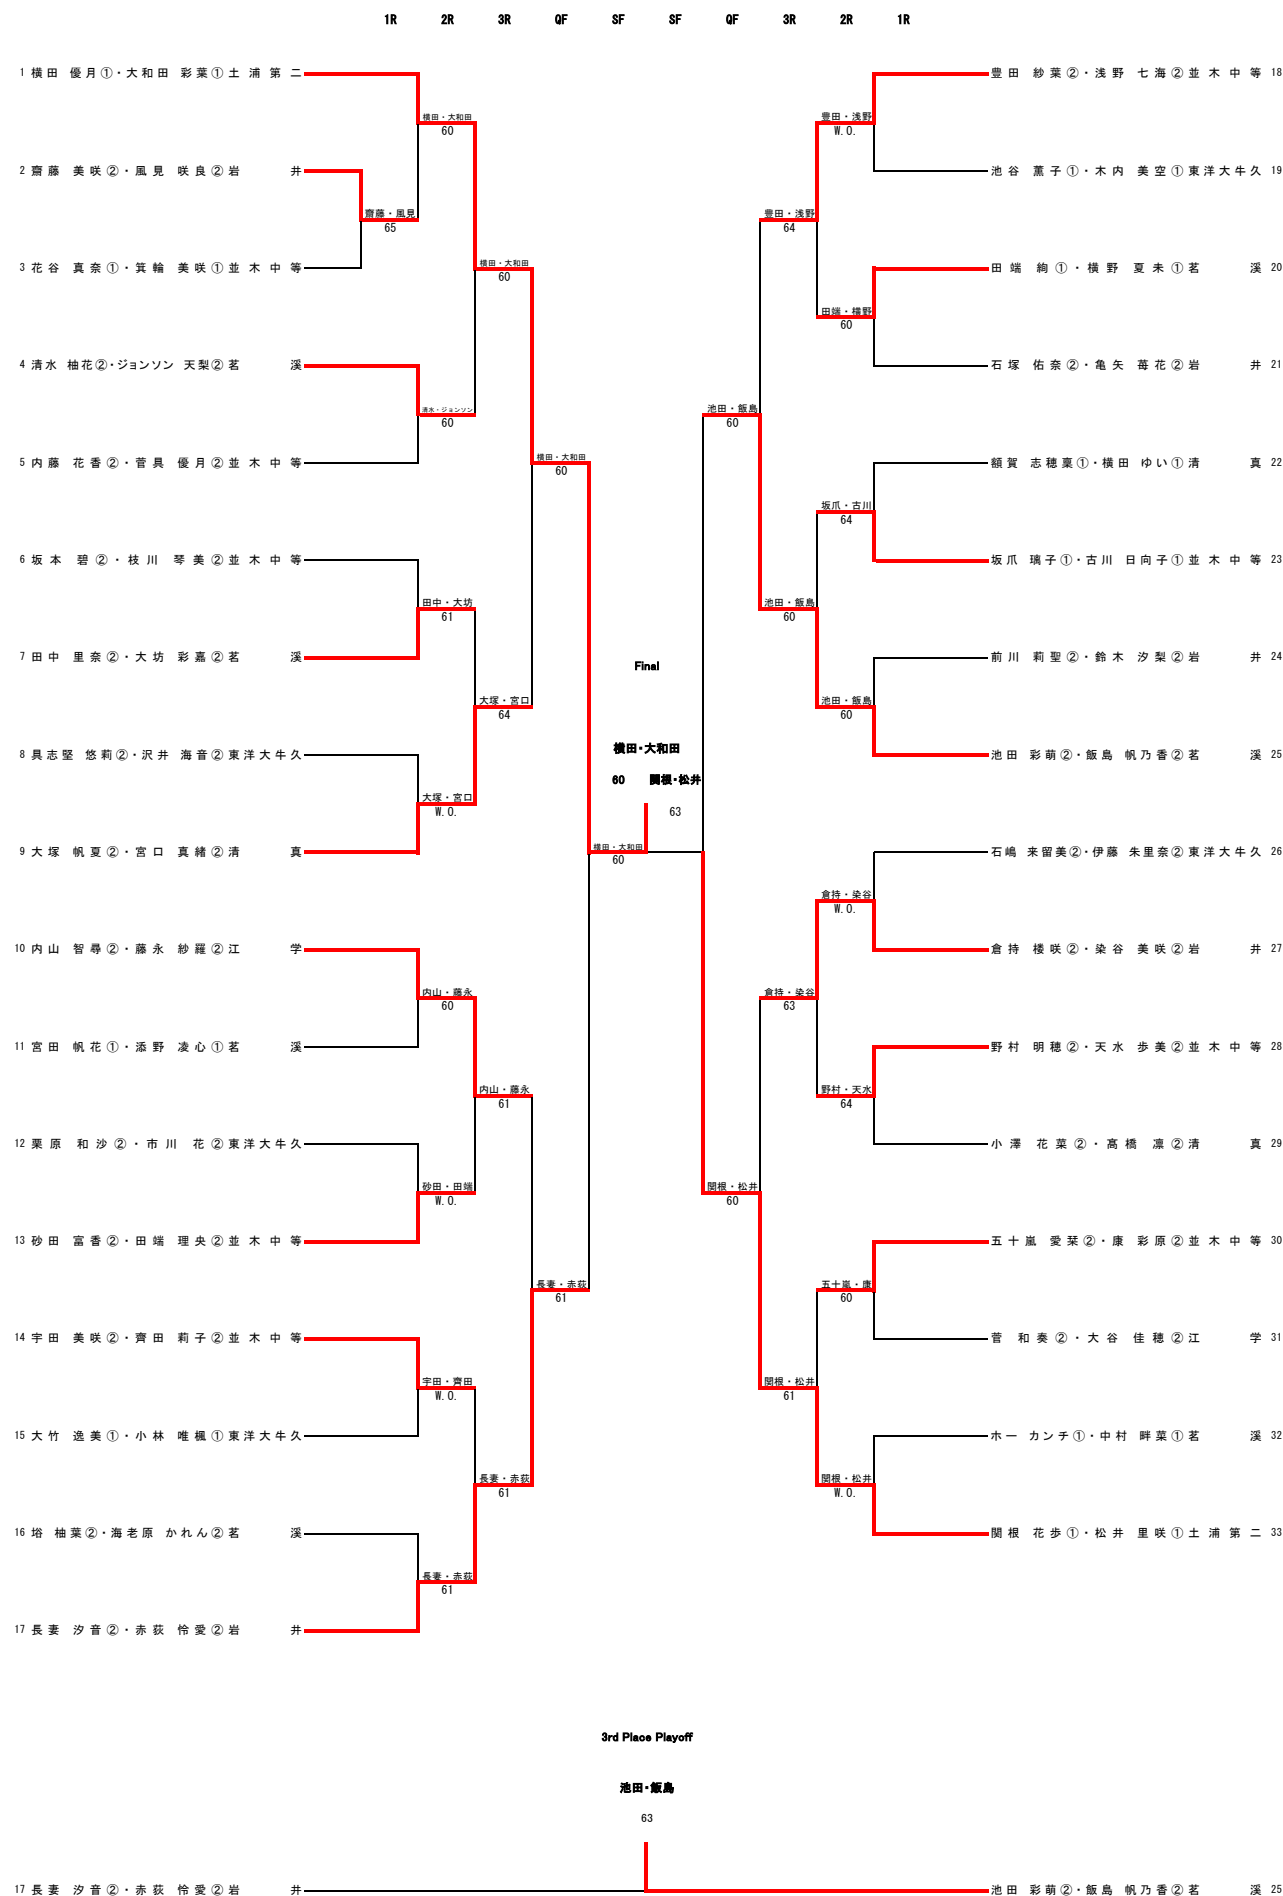 1R 2R 3R QF SF SF QF 3R 2R 1R
1 横田 優月①・大和田 彩葉① 土浦第二
豊田 紗葉②・浅野 七海② 並木中等 18
横田・大和田
60
豊田・浅野
W.O.
2 齋藤 美咲②・風見 咲良② 岩井
池谷 薫子①・木内 美空① 東洋大牛久 19
齋藤・風見
65
豊田・浅野
64
3 花谷 真奈①・箕輪 美咲① 並木中等
横田・大和田
60
田端 絢①・横野 夏未① 茗溪 20
田端・横野
60
4 清水 柚花②・ジョンソン 天梨② 茗溪
石塚 佑奈②・亀矢 苺花② 岩井 21
清水・ジョンソン
60
池田・飯島
60
5 内藤 花香②・菅具 優月② 並木中等
横田・大和田
60
額賀 志穂稟①・横田 ゆい① 清真 22
坂爪・古川
64
6 坂本 碧②・枝川 琴美② 並木中等
坂爪 璃子①・古川 日向子① 並木中等 23
田中・大坊
61
池田・飯島
60
7 田中 里奈②・大坊 彩嘉② 茗溪
Final
前川 莉聖②・鈴木 汐梨② 岩井 24
大塚・宮口
64
池田・飯島
60
8 具志堅 悠莉②・沢井 海音② 東洋大牛久
横田・大和田
60
関根・松井
63
池田 彩萌②・飯島 帆乃香② 茗溪 25
大塚・宮口
W.O.
9 大塚 帆夏②・宮口 真緒② 清真
横田・大和田
60
石嶋 来留美②・伊藤 朱里奈② 東洋大牛久 26
倉持・染谷
W.O.
10 内山 智尋②・藤永 紗羅② 江学
倉持 楼咲②・染谷 美咲② 岩井 27
内山・藤永
60
倉持・染谷
63
11 宮田 帆花①・添野 凌心① 茗溪
野村 明穂②・天水 歩美② 並木中等 28
内山・藤永
61
野村・天水
64
12 栗原 和沙②・市川 花② 東洋大牛久
小澤 花菜②・髙橋 凛② 清真 29
砂田・田端
W.O.
関根・松井
60
13 砂田 富香②・田端 理央② 並木中等
五十嵐 愛栞②・康 彩原② 並木中等 30
長妻・赤荻
61
五十嵐・康
60
14 宇田 美咲②・齊田 莉子② 並木中等
菅 和奏②・大谷 佳穂② 江学 31
宇田・齊田
W.O.
関根・松井
61
15 大竹 逸美①・小林 唯楓① 東洋大牛久
ホー カンチ①・中村 畔菜① 茗溪 32
長妻・赤荻
61
関根・松井
W.O.
16 塙 柚葉②・海老原 かれん② 茗溪
関根 花歩①・松井 里咲① 土浦第二 33
長妻・赤荻
61
17 長妻 汐音②・赤荻 怜愛② 岩井
3rd Place Playoff
池田・飯島
63
17 長妻 汐音②・赤荻 怜愛② 岩井
池田 彩萌②・飯島 帆乃香② 茗溪 25